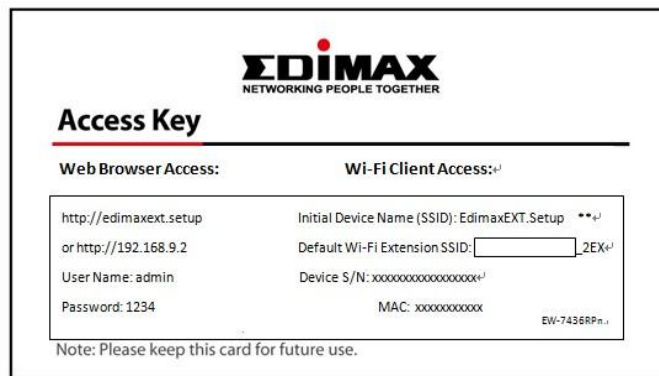 EDIMAX
NETWORKING PEOPLE TOGETHER
Access Key
Web Browser Access:
Wi-Fi Client Access:↵
http://edimaxext.setup
Initial Device Name (SSID): EdimaxEXT.Setup **↵
or http://192.168.9.2
Default Wi-Fi Extension SSID: _2EX↵
User Name: admin
Device S/N: xxxxxxxxxxxxxxxxx↵
Password: 1234
MAC: xxxxxxxxxxx
EW-7436RPn
Note: Please keep this card for future use.